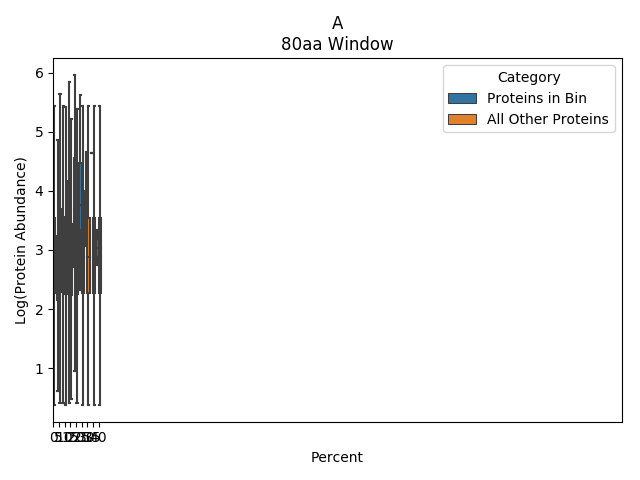 A
80aa Window
Category
Proteins in Bin
All Other Proteins
6
5
4
3
2
1
Log(Protein Abundance)
Percent